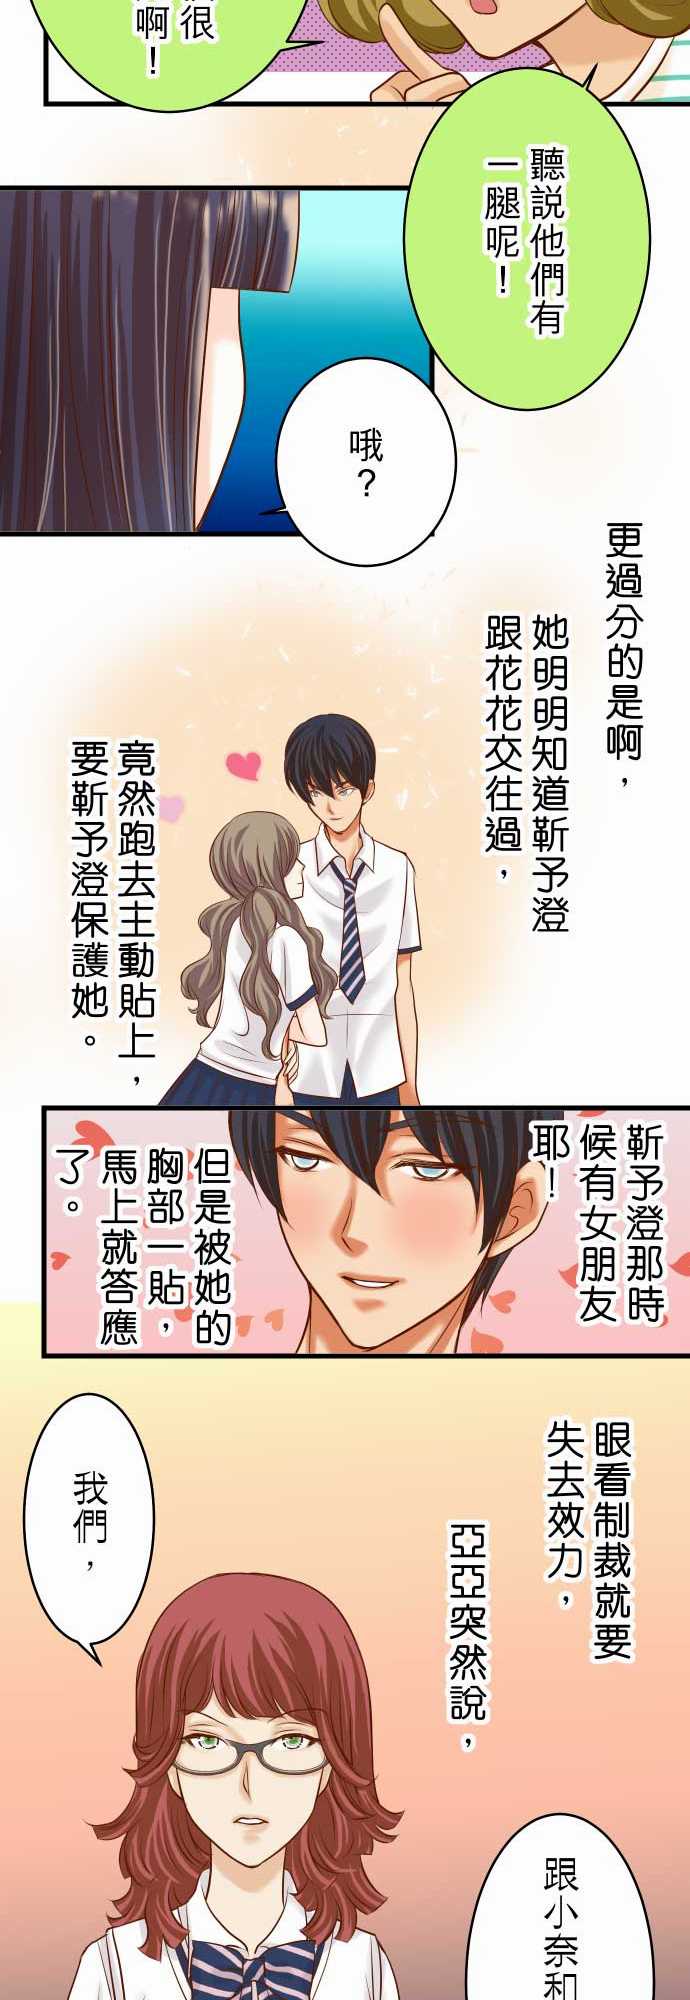 很
啊！
聽說他們有
一腿呢！
哦？
更過分的是啊，
她明明知道靳予澄
跟花花交往過，
竟然跑去主動貼上，
要靳予澄保護她。
靳予澄那時
候有女朋友
耶！
但是被她的
胸部一貼，
馬上就答應
了。
眼看制裁就要
失去效力，
亞亞突然說，
我們，
跟小奈和